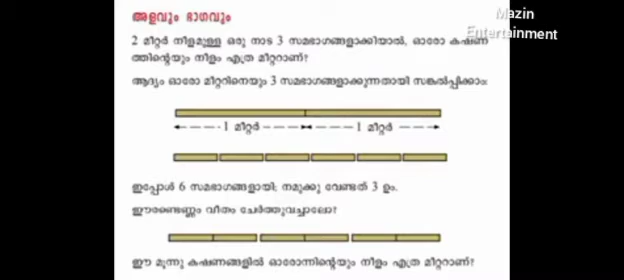 അളവും ഭാഗവും
Mazin
Entertainment
2 മീറ്റർ നീളമുള്ള ഒരു നാട 3 സമഭാഗങ്ങളാക്കിയാൽ, ഓരോ കഷണ
ത്തിന്റെയും നീളം എത്ര മീറ്ററാണ്?
ആദ്യം ഓരോ മീറ്ററിനെയും 3 സമഭാഗങ്ങളാക്കുന്നതായി സങ്കൽപ്പിക്കാം:
1 മീറ്റർ 1 മീറ്റർ
ഇപ്പോൾ 6 സമഭാഗങ്ങളായി; നമുക്കു വേണ്ടത് 3 ഉം.
ഈരണ്ടെണ്ണം വീതം ചേർത്തുവച്ചാലോ?
ഈ മൂന്നു കഷണങ്ങളിൽ ഓരോന്നിന്റെയും നീളം എത്ര മീറ്ററാണ്?